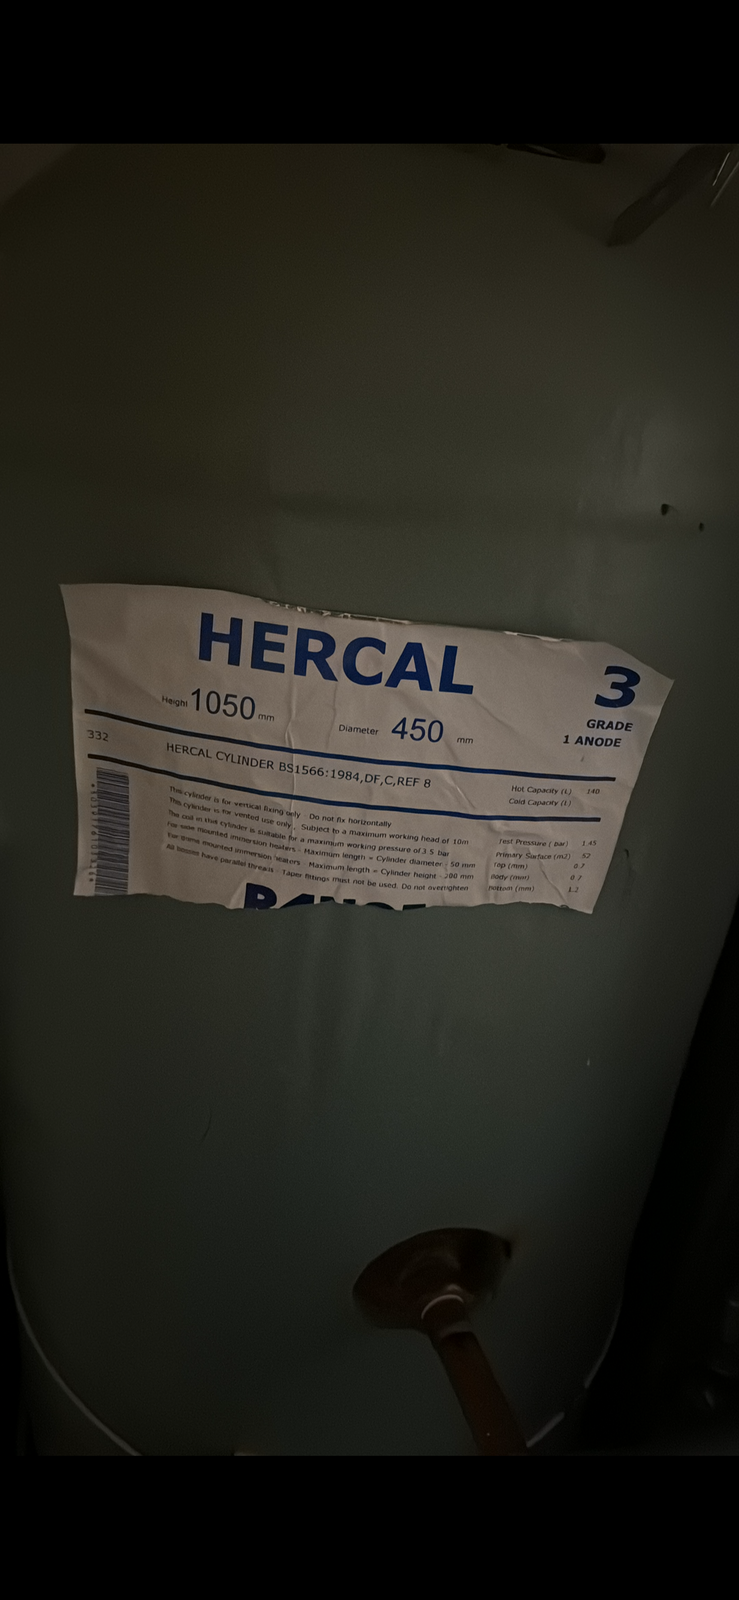 HERCAL
3
GRADE
1 ANODE
Height 1050 mm
Diameter 450 mm
332
HERCAL CYLINDER BS1566:1984,DF,C,REF 8
Hot Capacity (L) 140
Cold Capacity (L)
This cylinder is for vertical fixing only. Do not fix horizontally
This cylinder is for vented use only. Subject to a maximum working head of 10m
The coil in this cylinder is suitable for a maximum working pressure of 3.5 bar
For side mounted immersion heaters - Maximum length = Cylinder diameter - 50 mm
For dome mounted immersion heaters - Maximum length = Cylinder height - 200 mm
All bosses have parallel threads - Taper fittings must not be used. Do not overtighten
Test Pressure (bar) 1.45
Primary Surface (m2) .52
Top (mm) 0.7
Body (mm) 0.7
Bottom (mm) 1.2